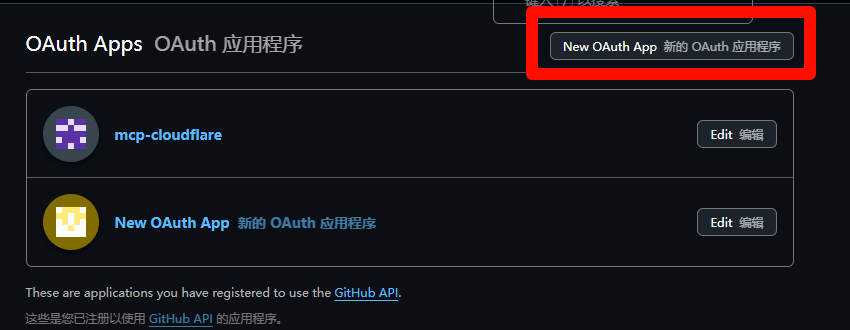 OAuth Apps OAuth 应用程序
New OAuth App 新的 OAuth 应用程序
mcp-cloudflare
Edit 编辑
New OAuth App 新的 OAuth 应用程序
Edit 编辑
These are applications you have registered to use the GitHub API.
这些是您已注册以使用 GitHub API 的应用程序。